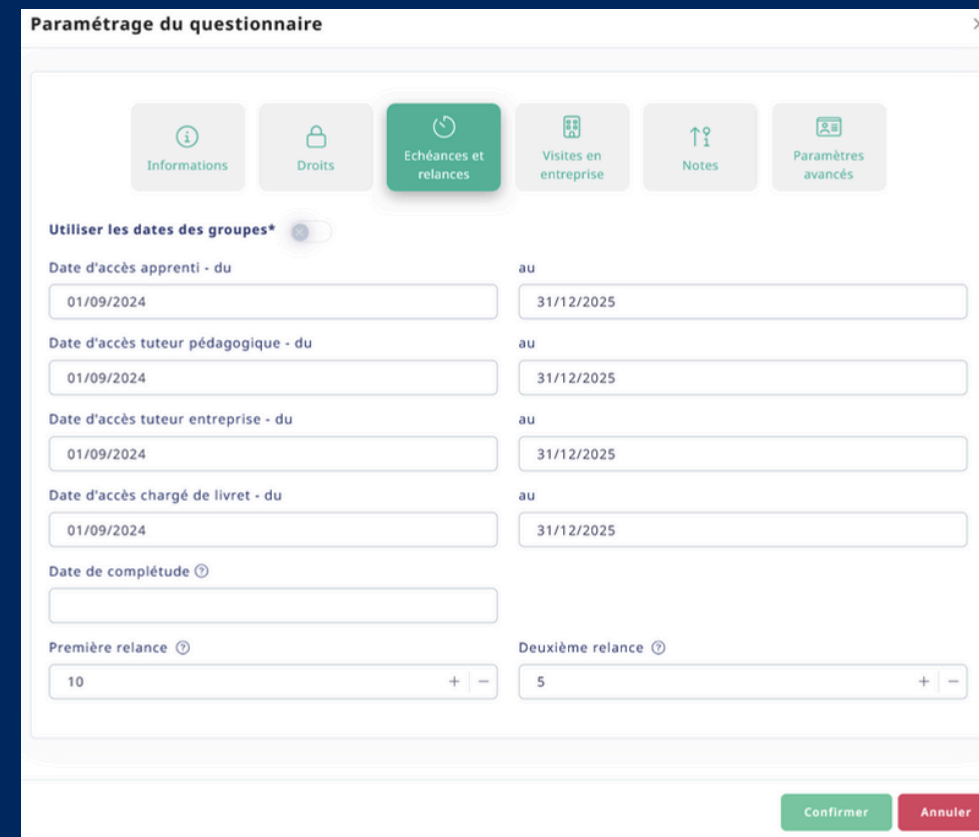 Paramétrage du questionnaire
Informations
Droits
Echéances et
relances
Visites en
entreprise
Notes
Paramètres
avancés
Utiliser les dates des groupes*
Date d'accès apprenti - du au
01/09/2024 31/12/2025
Date d'accès tuteur pédagogique - du au
01/09/2024 31/12/2025
Date d'accès tuteur entreprise - du au
01/09/2024 31/12/2025
Date d'accès chargé de livret - du au
01/09/2024 31/12/2025
Date de complétude ?
Première relance ? Deuxième relance ?
10 + − 5 + −
Confirmer Annuler